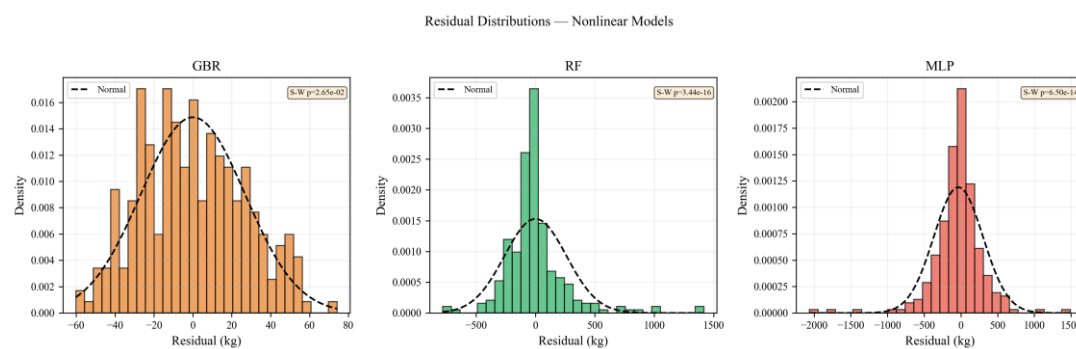 Residual Distributions — Nonlinear Models
GBR
Normal
S-W p=2.65e-02
0.016
0.014
0.012
0.010
0.008
0.006
0.004
0.002
0.000
Density
−60
−40
−20
0
20
40
60
80
Residual (kg)
RF
Normal
S-W p=3.44e-16
0.0035
0.0030
0.0025
0.0020
0.0015
0.0010
0.0005
0.0000
Density
−500
0
500
1000
1500
Residual (kg)
MLP
Normal
S-W p=6.50e-14
0.00200
0.00175
0.00150
0.00125
0.00100
0.00075
0.00050
0.00025
0.00000
Density
−2000
−1500
−1000
−500
0
500
1000
Residual (kg)